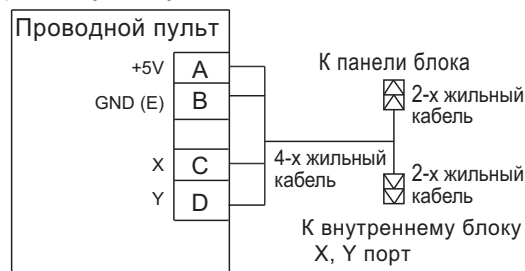 Проводной пульт
+5V A
GND (E) B
X C
Y D
4-х жильный
кабель
К панели блока
2-х жильный
кабель
2-х жильный
кабель
К внутреннему блоку
X, Y порт